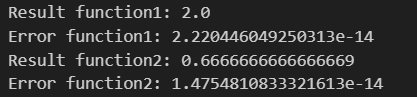 Result function1: 2.0
Error function1: 2.220446049250313e-14
Result function2: 0.6666666666666669
Error function2: 1.4754810833321613e-14